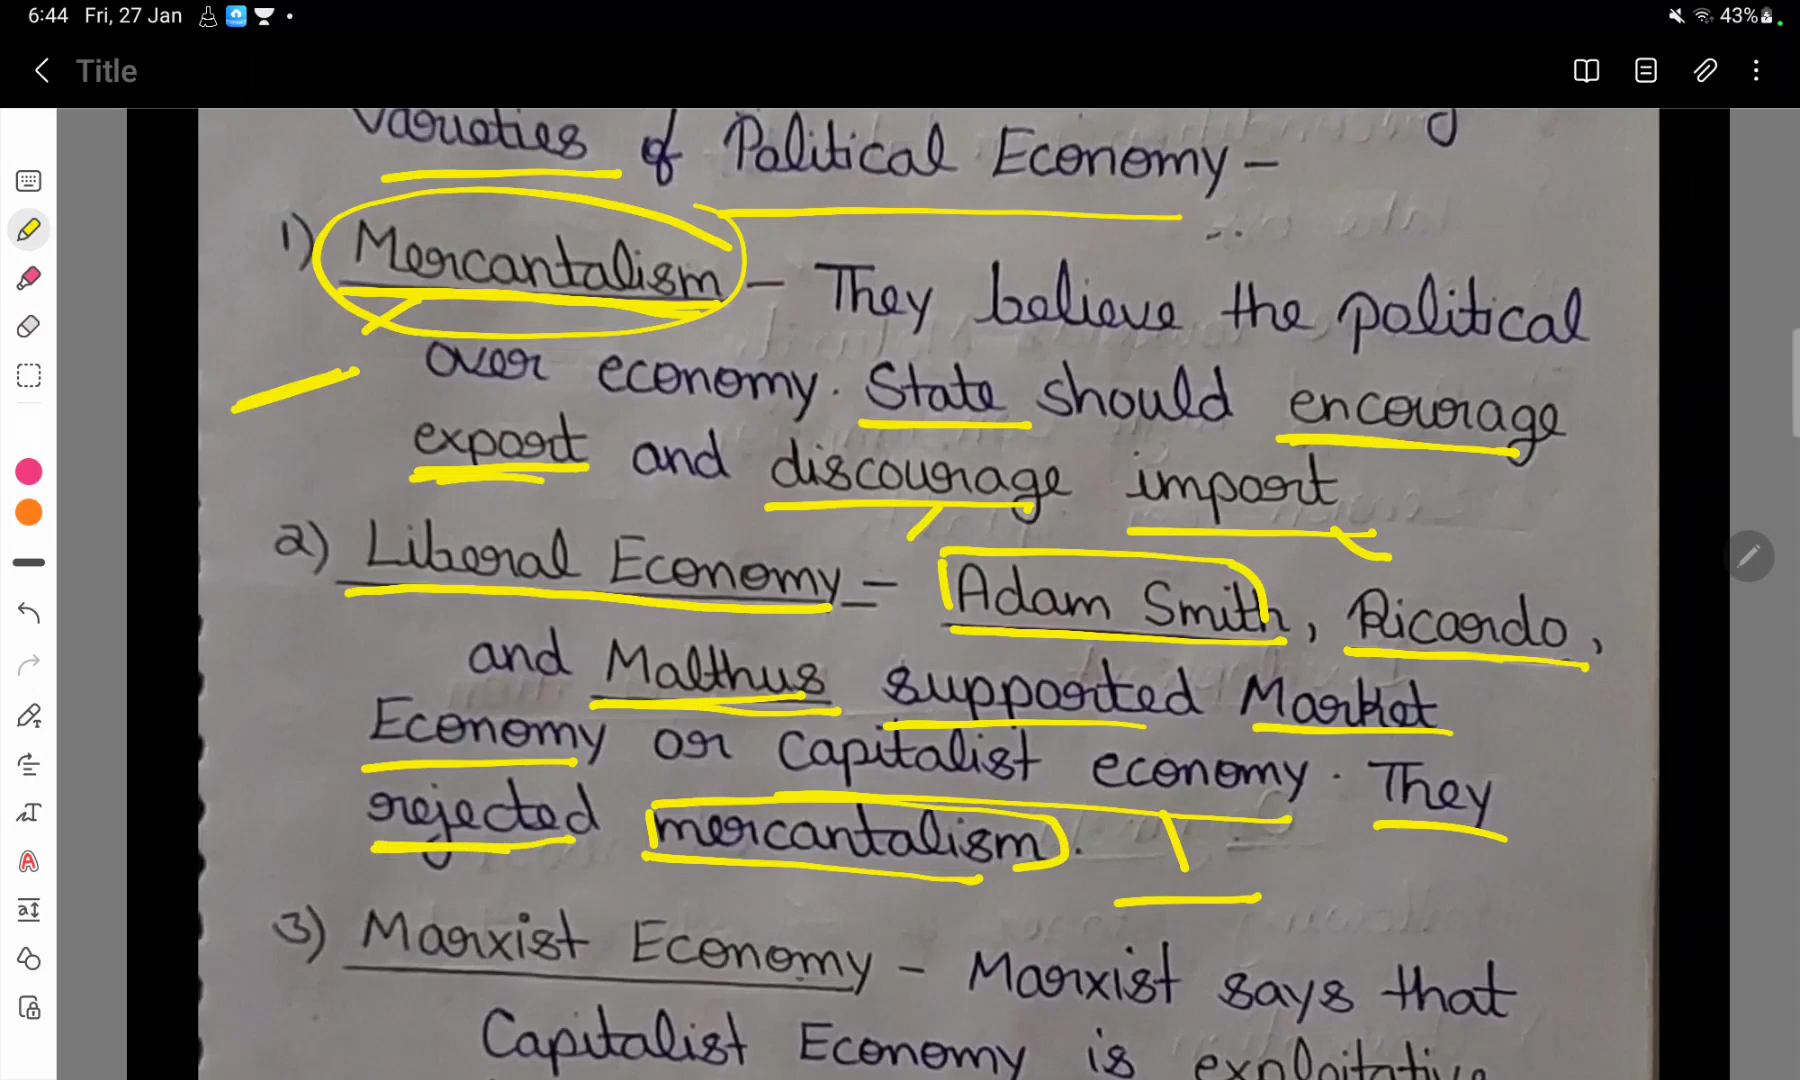 6:44 Fri, 27 Jan
43%
Title
Varieties of Political Economy -
1) Mercantalism - They believe the political
over economy. State should encourage
export and discourage import
2) Liberal Economy - Adam Smith, Ricardo,
and Malthus supported Market
Economy or Capitalist economy. They
rejected mercantalism.
3) Marxist Economy - Marxist says that
Capitalist Economy is exploitative